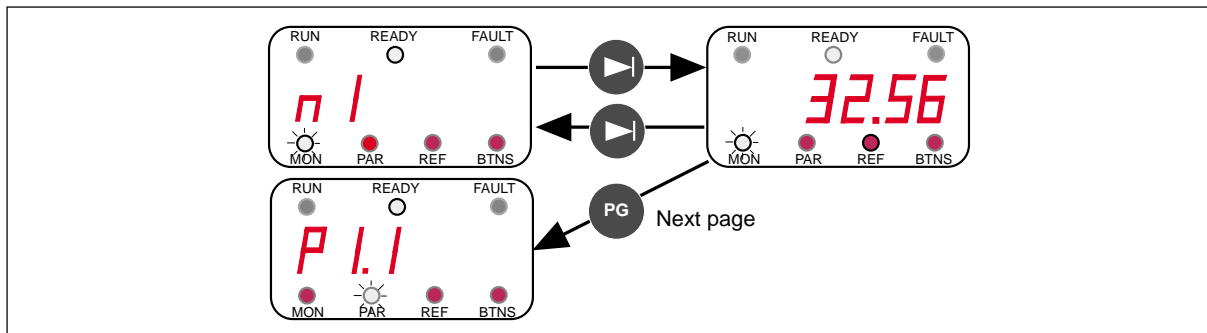 RUN READY FAULT
n 1
MON PAR REF BTNS
RUN READY FAULT
32.56
MON PAR REF BTNS
RUN READY FAULT
P 1.1
MON PAR REF BTNS
PG
Next page